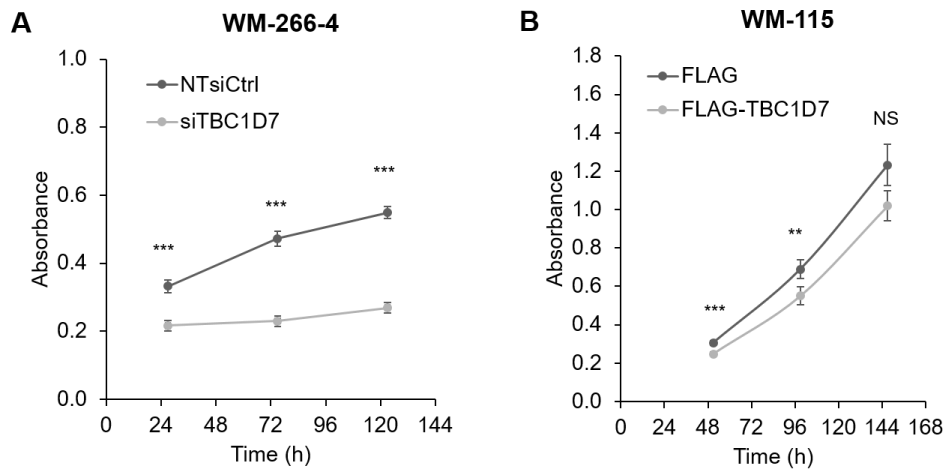 A
WM-266-4
1.0
0.8
0.6
0.4
0.2
0.0
Absorbance
NTsiCtrl
siTBC1D7
***
***
***
0 24 48 72 96 120 144
Time (h)
B
WM-115
1.8
1.6
1.4
1.2
1.0
0.8
0.6
0.4
0.2
0.0
Absorbance
FLAG
FLAG-TBC1D7
***
**
NS
0 24 48 72 96 120 144 168
Time (h)